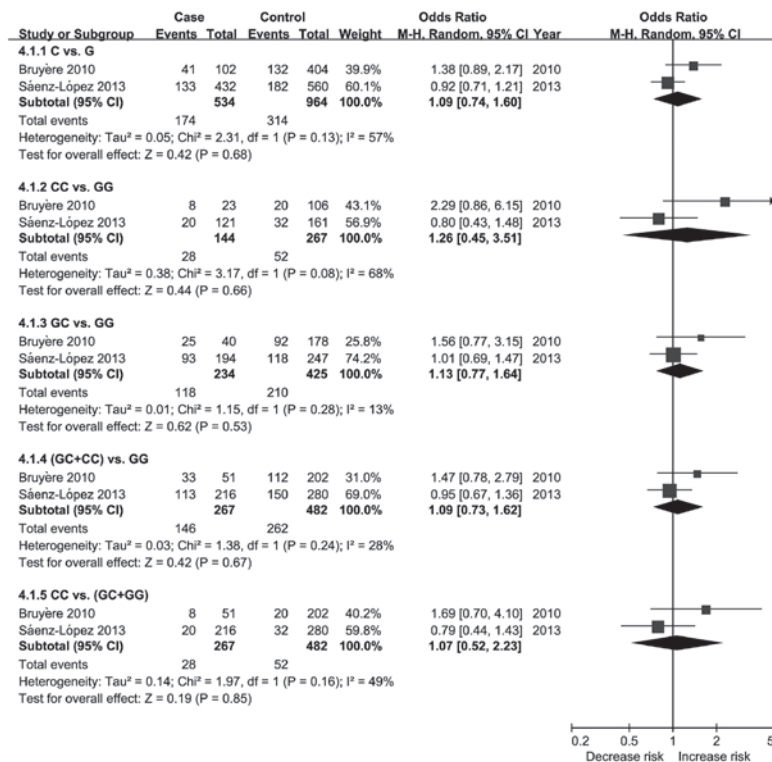 Case Control Odds Ratio Odds Ratio
Study or Subgroup Events Total Events Total Weight M-H. Random. 95% CI Year M-H. Random. 95% CI
4.1.1 C vs. G
Bruyère 2010 41 102 132 404 39.9% 1.38 [0.89, 2.17] 2010
Sáenz-López 2013 133 432 182 560 60.1% 0.92 [0.71, 1.21] 2013
Subtotal (95% CI) 534 964 100.0% 1.09 [0.74, 1.60]
Total events 174 314
Heterogeneity: Tau² = 0.05; Chi² = 2.31, df = 1 (P = 0.13); I² = 57%
Test for overall effect: Z = 0.42 (P = 0.68)
4.1.2 CC vs. GG
Bruyère 2010 8 23 20 106 43.1% 2.29 [0.86, 6.15] 2010
Sáenz-López 2013 20 121 32 161 56.9% 0.80 [0.43, 1.48] 2013
Subtotal (95% CI) 144 267 100.0% 1.26 [0.45, 3.51]
Total events 28 52
Heterogeneity: Tau² = 0.38; Chi² = 3.17, df = 1 (P = 0.08); I² = 68%
Test for overall effect: Z = 0.44 (P = 0.66)
4.1.3 GC vs. GG
Bruyère 2010 25 40 92 178 25.8% 1.56 [0.77, 3.15] 2010
Sáenz-López 2013 93 194 118 247 74.2% 1.01 [0.69, 1.47] 2013
Subtotal (95% CI) 234 425 100.0% 1.13 [0.77, 1.64]
Total events 118 210
Heterogeneity: Tau² = 0.01; Chi² = 1.15, df = 1 (P = 0.28); I² = 13%
Test for overall effect: Z = 0.62 (P = 0.53)
4.1.4 (GC+CC) vs. GG
Bruyère 2010 33 51 112 202 31.0% 1.47 [0.78, 2.79] 2010
Sáenz-López 2013 113 216 150 280 69.0% 0.95 [0.67, 1.36] 2013
Subtotal (95% CI) 267 482 100.0% 1.09 [0.73, 1.62]
Total events 146 262
Heterogeneity: Tau² = 0.03; Chi² = 1.38, df = 1 (P = 0.24); I² = 28%
Test for overall effect: Z = 0.42 (P = 0.67)
4.1.5 CC vs. (GC+GG)
Bruyère 2010 8 51 20 202 40.2% 1.69 [0.70, 4.10] 2010
Sáenz-López 2013 20 216 32 280 59.8% 0.79 [0.44, 1.43] 2013
Subtotal (95% CI) 267 482 100.0% 1.07 [0.52, 2.23]
Total events 28 52
Heterogeneity: Tau² = 0.14; Chi² = 1.97, df = 1 (P = 0.16); I² = 49%
Test for overall effect: Z = 0.19 (P = 0.85)
0.2 0.5 1 2 5
Decrease risk Increase risk